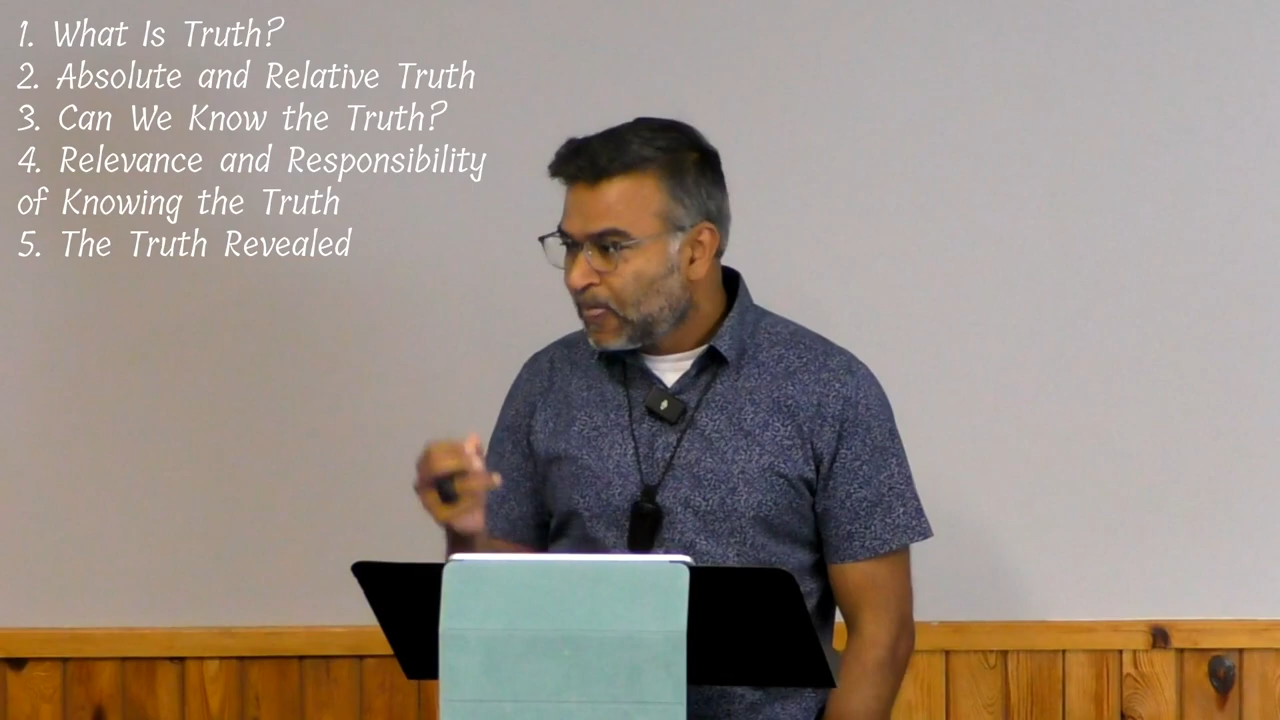 1. What Is Truth?
2. Absolute and Relative Truth
3. Can We Know the Truth?
4. Relevance and Responsibility
of Knowing the Truth
5. The Truth Revealed